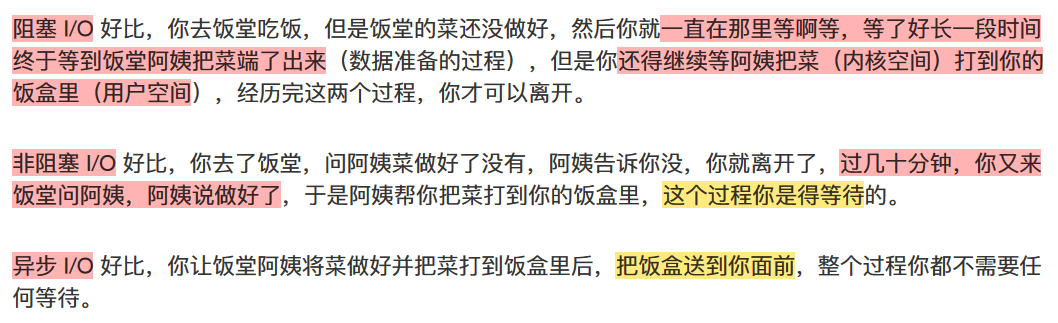 阻塞 I/O 好比，你去饭堂吃饭，但是饭堂的菜还没做好，然后你就一直在那里等啊等，等了好长一段时间
终于等到饭堂阿姨把菜端了出来（数据准备的过程），但是你还得继续等阿姨把菜（内核空间）打到你的
饭盒里（用户空间），经历完这两个过程，你才可以离开。
非阻塞 I/O 好比，你去了饭堂，问阿姨菜做好了没有，阿姨告诉你没，你就离开了，过几十分钟，你又来
饭堂问阿姨，阿姨说做好了，于是阿姨帮你把菜打到你的饭盒里，这个过程你是得等待的。
异步 I/O 好比，你让饭堂阿姨将菜做好并把菜打到饭盒里后，把饭盒送到你面前，整个过程你都不需要任
何等待。